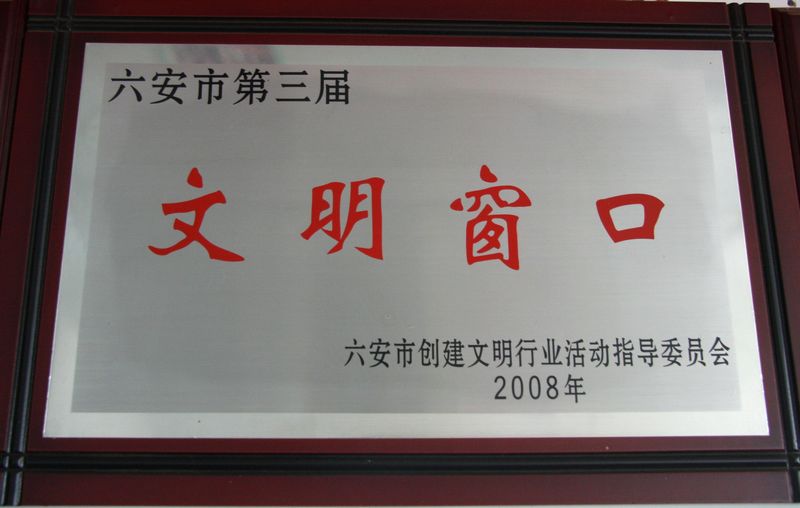 六安市第三届
文明窗口
六安市创建文明行业活动指导委员会
2008年